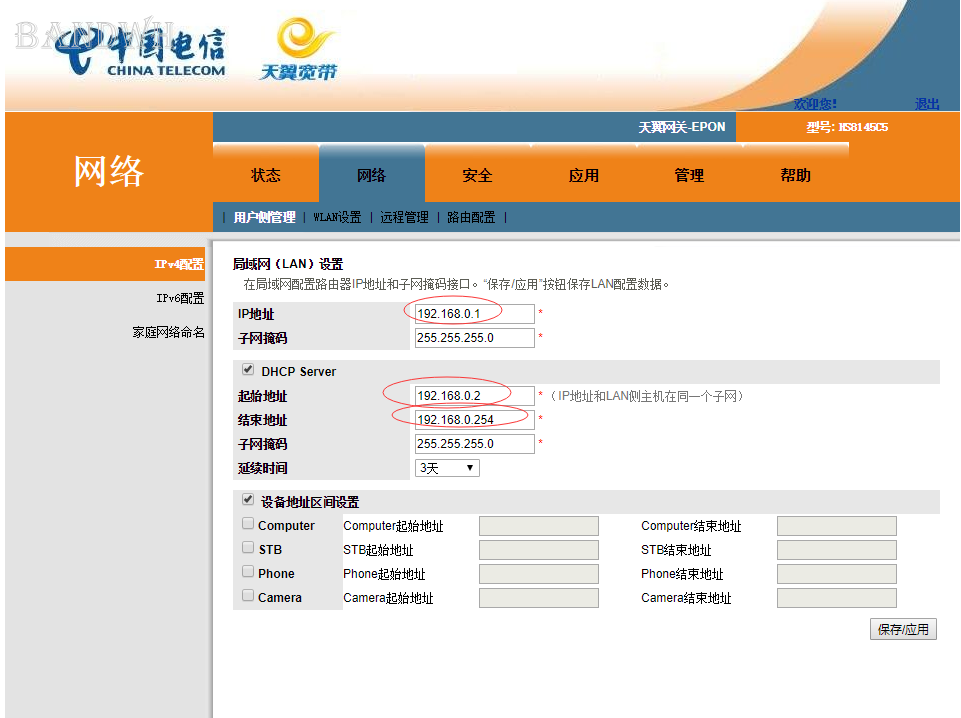 BANDWH
中国电信
CHINA TELECOM
天翼宽带
欢迎您!
退出
天翼网关-EPON
型号: HS8145C5
网络
状态
网络
安全
应用
管理
帮助
| 用户侧管理 | WLAN设置 | 远程管理 | 路由配置 |
IPv4配置
IPv6配置
家庭网络命名
局域网（LAN）设置
在局域网配置路由器IP地址和子网掩码接口。“保存/应用”按钮保存LAN配置数据。
IP地址 192.168.0.1 *
子网掩码 255.255.255.0 *
DHCP Server
起始地址 192.168.0.2 * （IP地址和LAN侧主机在同一个子网）
结束地址 192.168.0.254 *
子网掩码 255.255.255.0 *
延续时间 3天
设备地址区间设置
Computer Computer起始地址 Computer结束地址
STB STB起始地址 STB结束地址
Phone Phone起始地址 Phone结束地址
Camera Camera起始地址 Camera结束地址
保存/应用